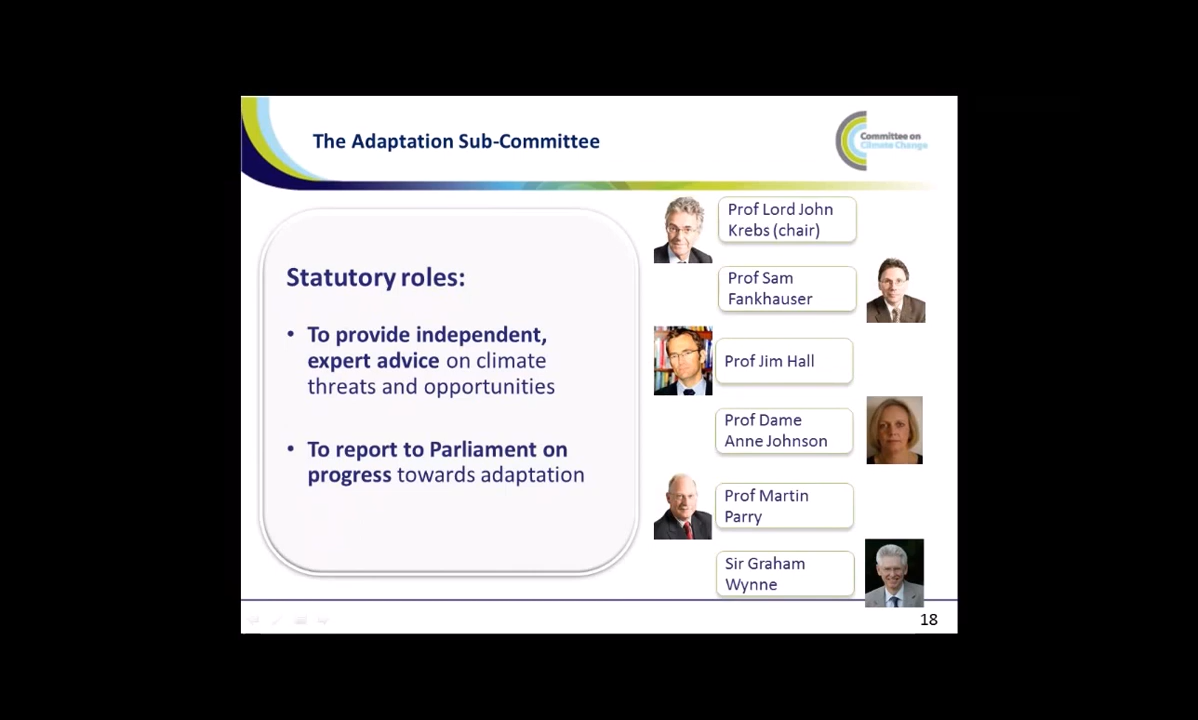 The Adaptation Sub-Committee
Committee on
Climate Change
Statutory roles:
• To provide independent,
expert advice on climate
threats and opportunities
• To report to Parliament on
progress towards adaptation
Prof Lord John
Krebs (chair)
Prof Sam
Fankhauser
Prof Jim Hall
Prof Dame
Anne Johnson
Prof Martin
Parry
Sir Graham
Wynne
18